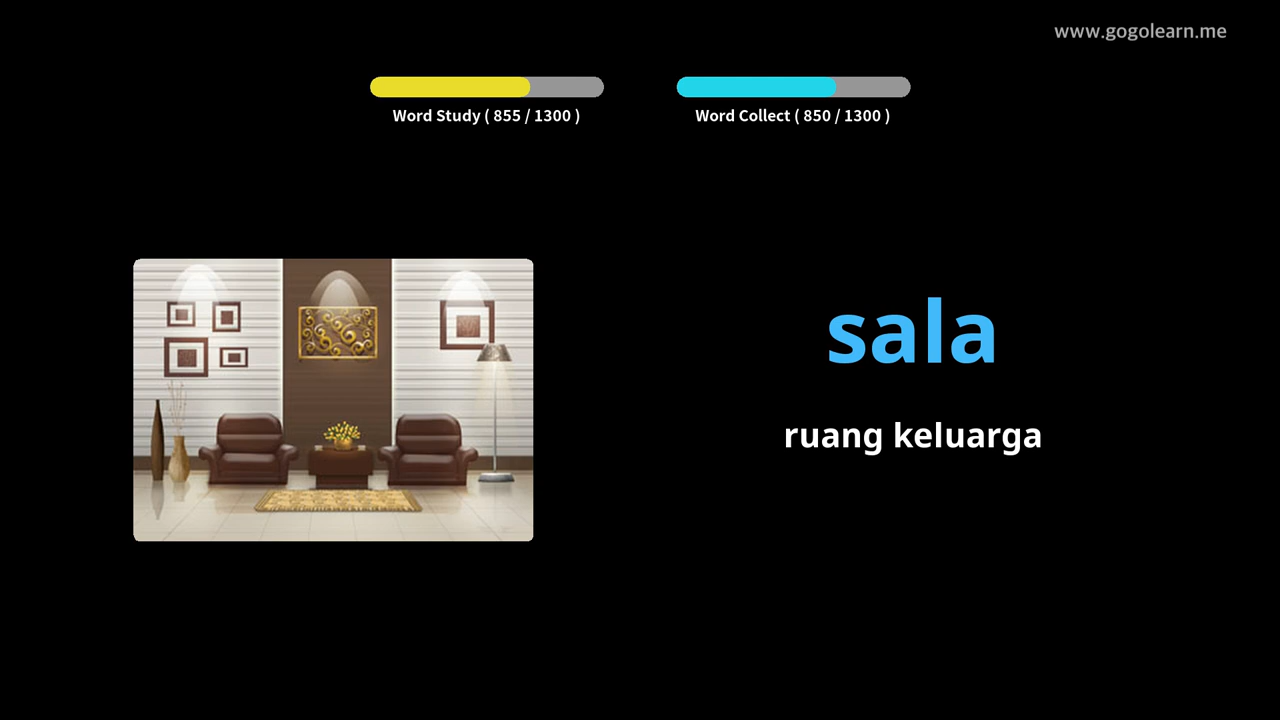 www.gogolearn.me
Word Study ( 855 / 1300 )
Word Collect ( 850 / 1300 )
sala
ruang keluarga